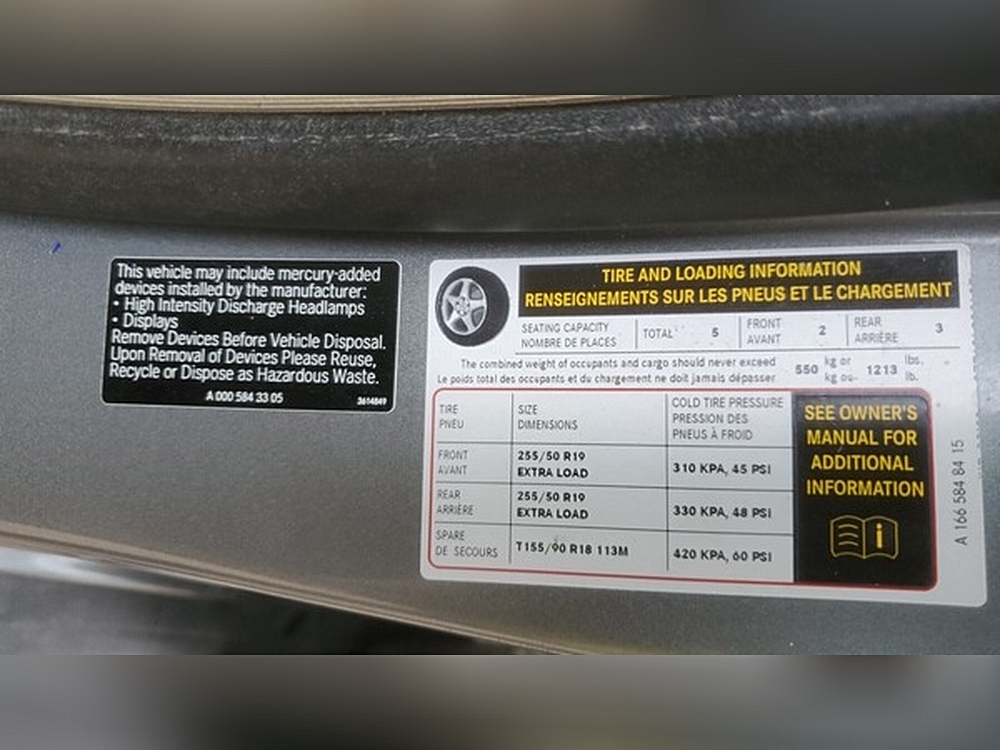 This vehicle may include mercury-added
devices installed by the manufacturer:
• High Intensity Discharge Headlamps
• Displays
Remove Devices Before Vehicle Disposal.
Upon Removal of Devices Please Reuse,
Recycle or Dispose as Hazardous Waste.
A 000 584 33 05
3614849
TIRE AND LOADING INFORMATION
RENSEIGNEMENTS SUR LES PNEUS ET LE CHARGEMENT
SEATING CAPACITY
NOMBRE DE PLACES
TOTAL 5
FRONT
AVANT
2
REAR
ARRIÈRE
3
The combined weight of occupants and cargo should never exceed
Le poids total des occupants et du chargement ne doit jamais dépasser
550
kg or
kg ou
1213
lbs.
lb.
TIRE
PNEU
SIZE
DIMENSIONS
COLD TIRE PRESSURE
PRESSION DES
PNEUS À FROID
FRONT
AVANT
255/50 R19
EXTRA LOAD
310 KPA, 45 PSI
REAR
ARRIÈRE
255/50 R19
EXTRA LOAD
330 KPA, 48 PSI
SPARE
DE SECOURS
T155/90 R18 113M
420 KPA, 60 PSI
SEE OWNER'S
MANUAL FOR
ADDITIONAL
INFORMATION
i
A 166 584 84 15